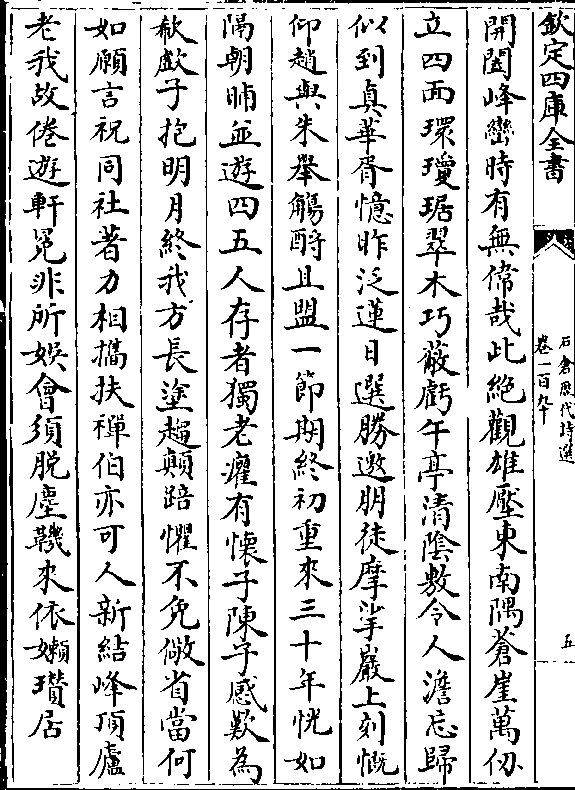 欽定四庫全書
石倉歷代詩選
卷一百九十
五
開闔峰巒時有無偉哉此絶觀雄壓東南隅蒼崖萬仞
立四面環瓊琚翠木巧蔽虧午亭清陰敷令人澹忘歸
似到真華胥憶昨泛蓮日選勝邀朋徒摩挲巖上刻慨
仰趙與朱舉觴酹且盟一節期終初重來三十年恍如
隔朝晡並遊四五人存者獨老癯有懐子陳子感歎為
欷歔子抱明月終我方長塗趨顛踣懼不免儆省當何
如願言祝同社著力相攜扶禪伯亦可人新結峰頂廬
老我故倦遊軒冕非所娛會須脱塵鞿來依嬾瓚居